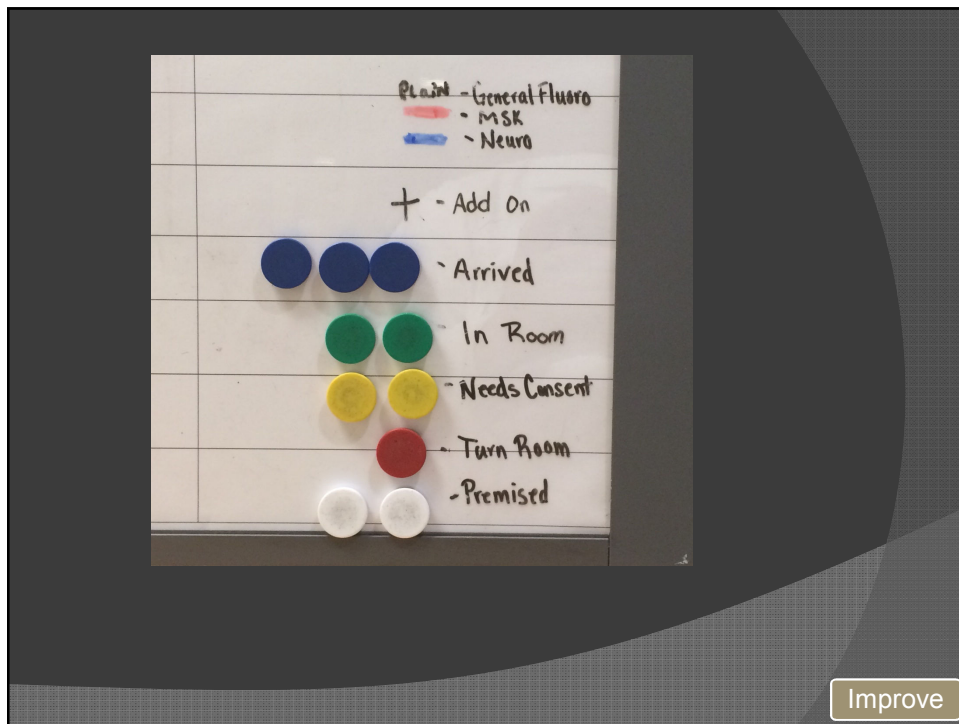 Plain - General Fluoro
- MSK
- Neuro
+ - Add On
- Arrived
- In Room
- Needs Consent
- Turn Room
- Premised
Improve